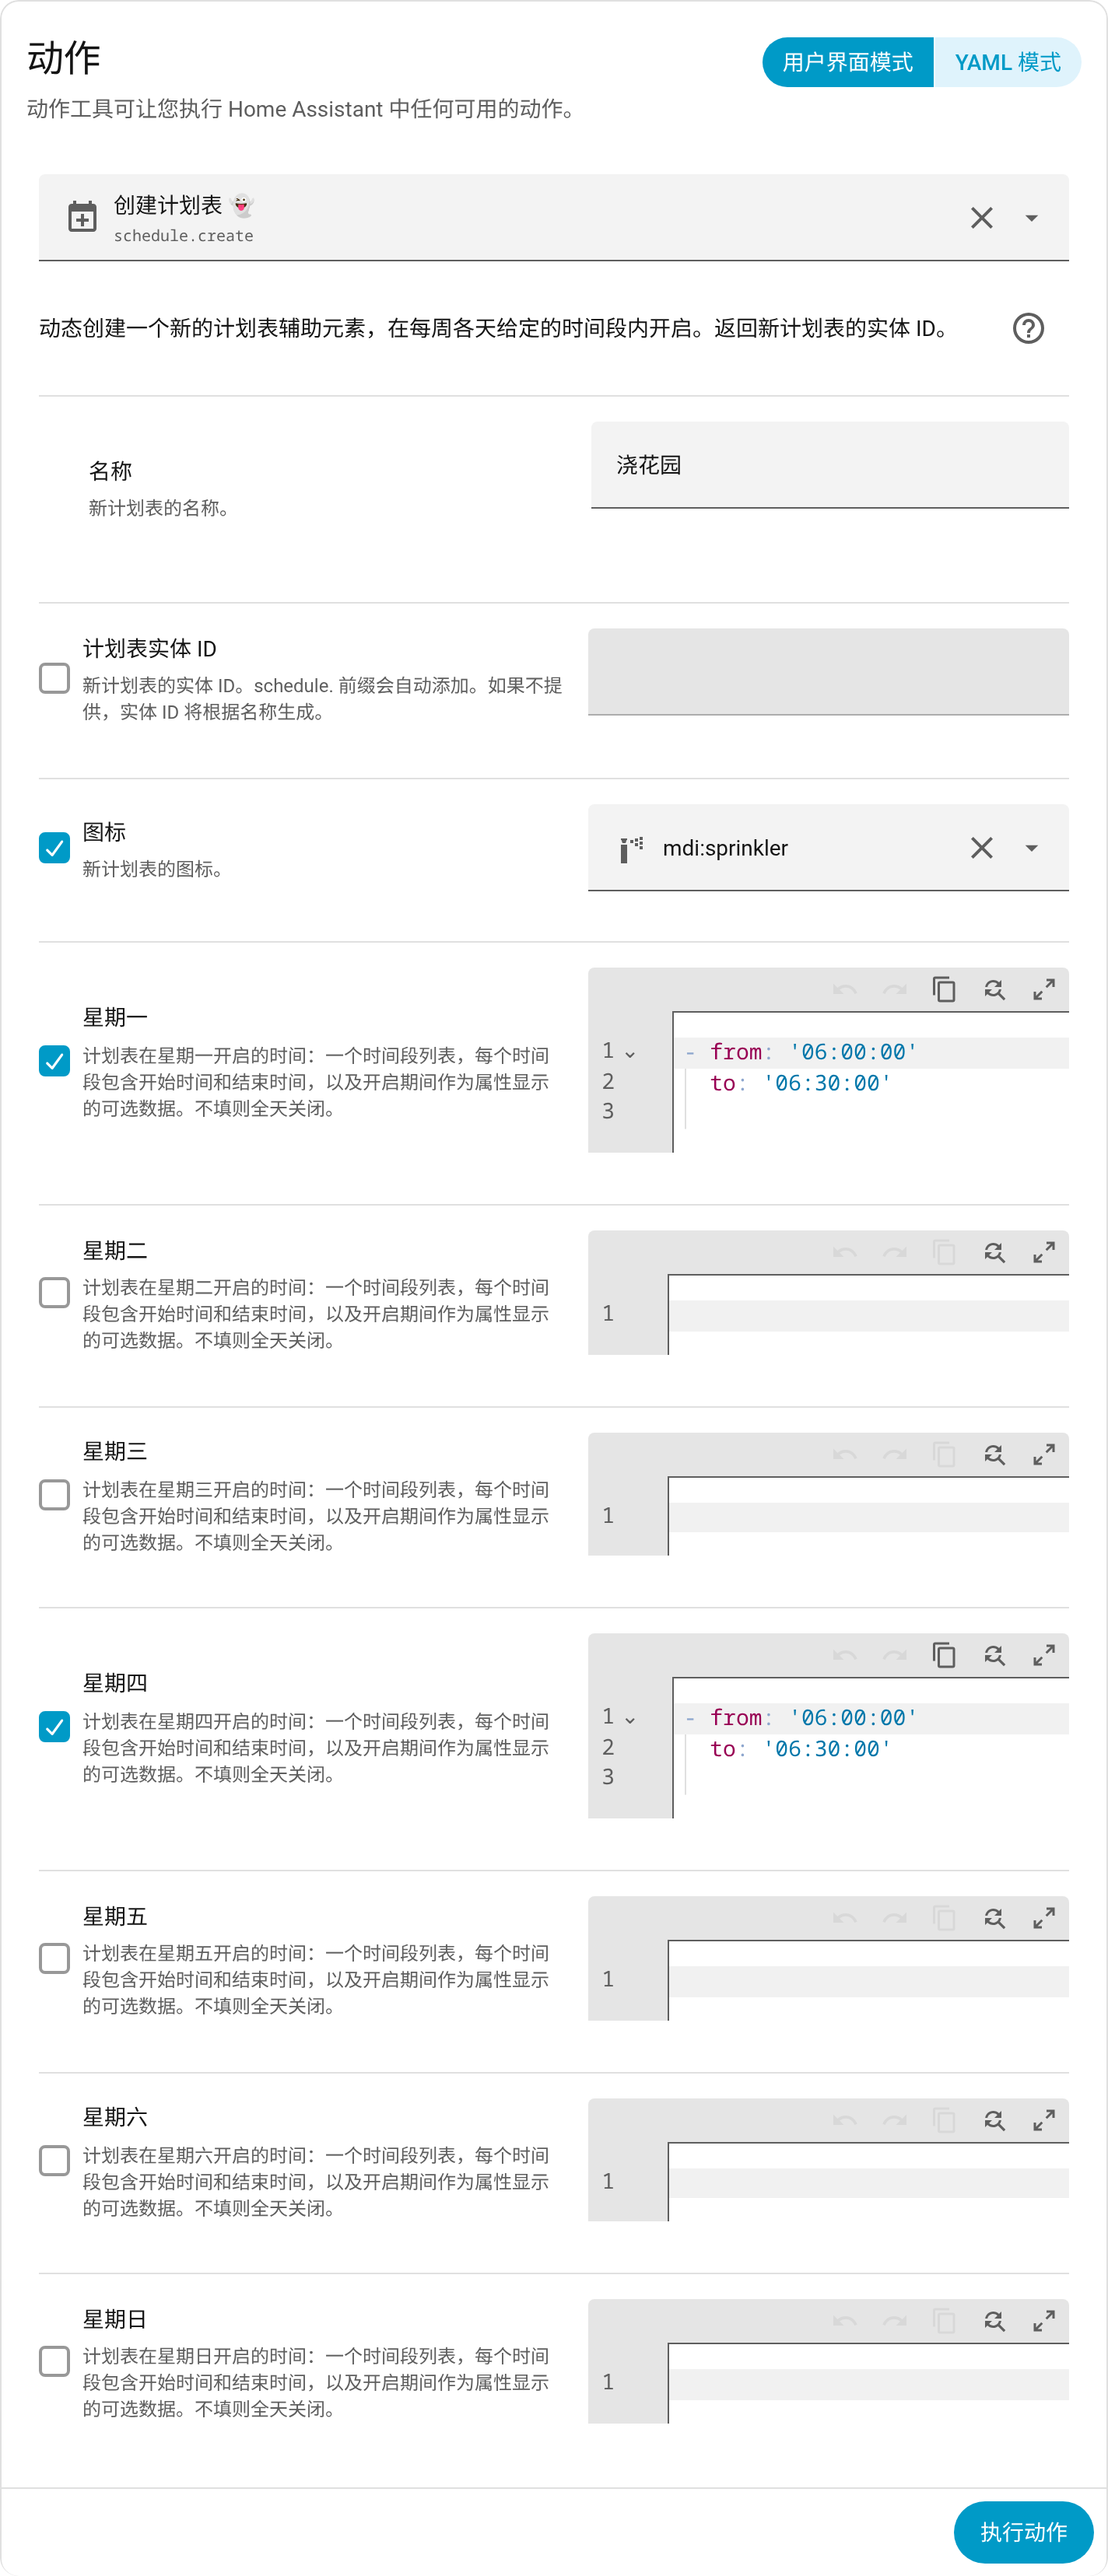 动作
用户界面模式
YAML 模式
动作工具可让您执行 Home Assistant 中任何可用的动作。
创建计划表 👻
schedule.create
动态创建一个新的计划表辅助元素，在每周各天给定的时间段内开启。返回新计划表的实体 ID。
名称
新计划表的名称。
浇花园
计划表实体 ID
新计划表的实体 ID。schedule. 前缀会自动添加。如果不提
供，实体 ID 将根据名称生成。
图标
新计划表的图标。
mdi:sprinkler
星期一
计划表在星期一开启的时间：一个时间段列表，每个时间
段包含开始时间和结束时间，以及开启期间作为属性显示
的可选数据。不填则全天关闭。
1 - from: '06:00:00'
2 to: '06:30:00'
3
星期二
计划表在星期二开启的时间：一个时间段列表，每个时间
段包含开始时间和结束时间，以及开启期间作为属性显示
的可选数据。不填则全天关闭。
1
星期三
计划表在星期三开启的时间：一个时间段列表，每个时间
段包含开始时间和结束时间，以及开启期间作为属性显示
的可选数据。不填则全天关闭。
1
星期四
计划表在星期四开启的时间：一个时间段列表，每个时间
段包含开始时间和结束时间，以及开启期间作为属性显示
的可选数据。不填则全天关闭。
1 - from: '06:00:00'
2 to: '06:30:00'
3
星期五
计划表在星期五开启的时间：一个时间段列表，每个时间
段包含开始时间和结束时间，以及开启期间作为属性显示
的可选数据。不填则全天关闭。
1
星期六
计划表在星期六开启的时间：一个时间段列表，每个时间
段包含开始时间和结束时间，以及开启期间作为属性显示
的可选数据。不填则全天关闭。
1
星期日
计划表在星期日开启的时间：一个时间段列表，每个时间
段包含开始时间和结束时间，以及开启期间作为属性显示
的可选数据。不填则全天关闭。
1
执行动作